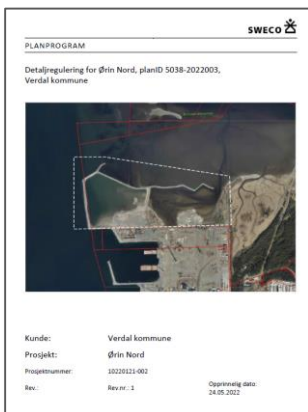 SWECO
PLANPROGRAM
Detaljregulering for Ørin Nord, planID 5038-2022003,
Verdal kommune
Kunde: Verdal kommune
Prosjekt: Ørin Nord
Prosjektnummer: 10220121-002
Rev.: Rev.nr.: 1 Opprinnelig dato:
24.05.2022